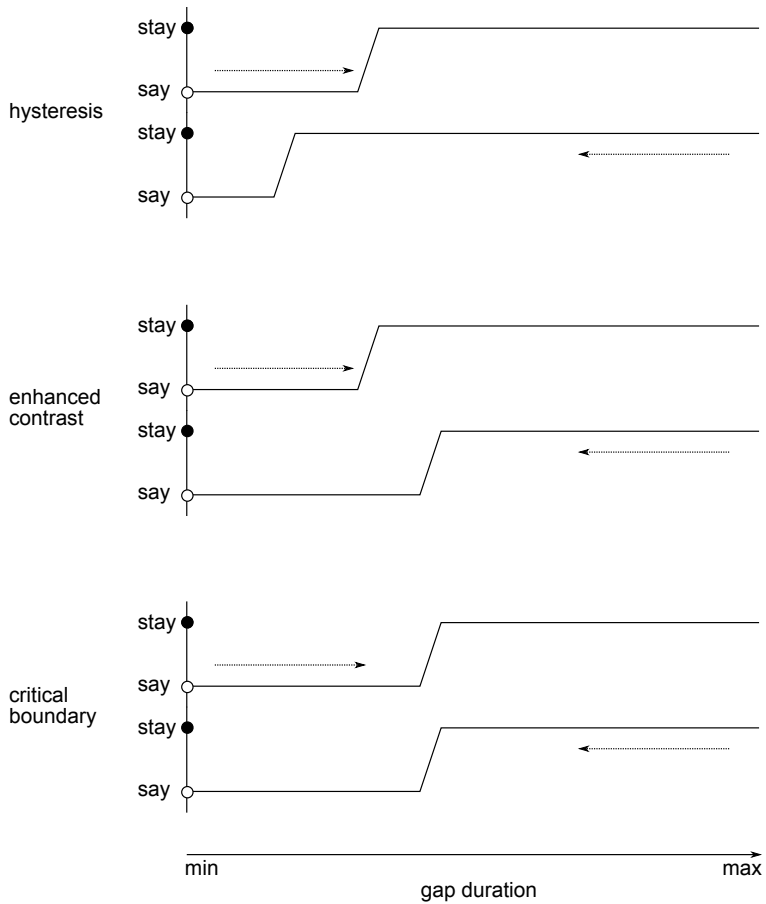 stay
say
hysteresis
stay
say
stay
say
enhanced
contrast
stay
say
stay
say
critical
boundary
stay
say
min
max
gap duration